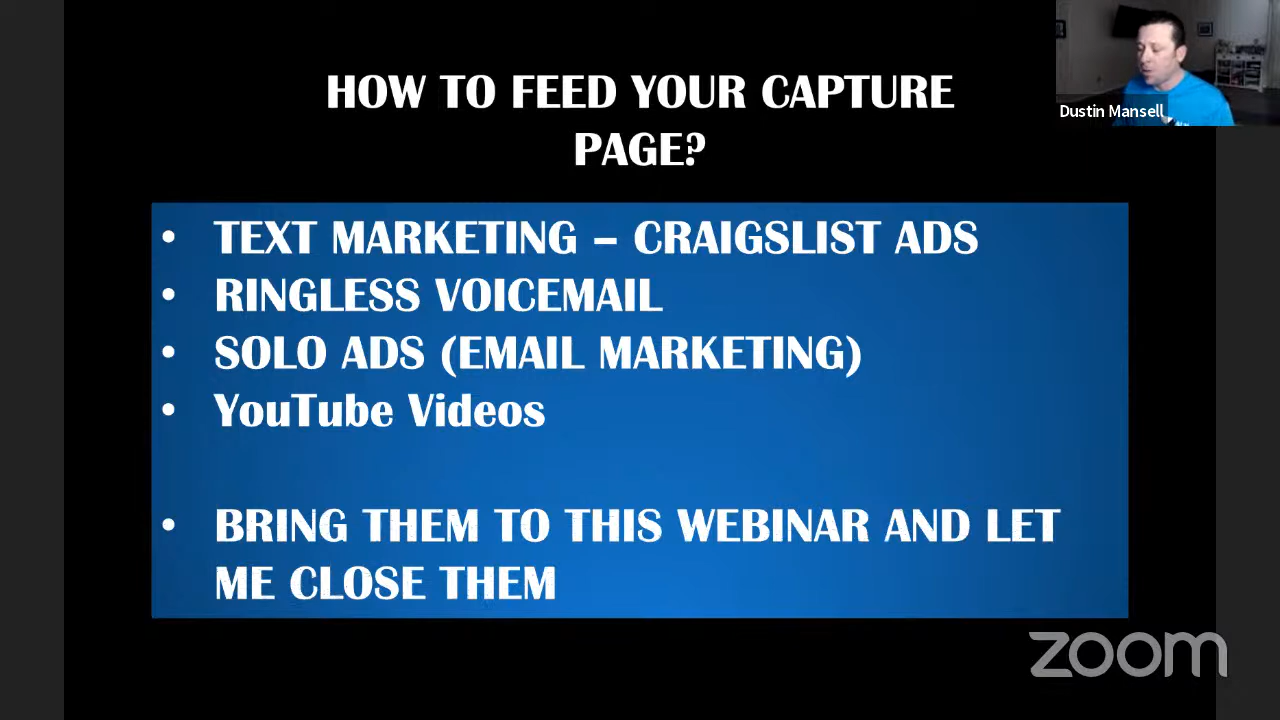 HOW TO FEED YOUR CAPTURE
PAGE?
Dustin Mansell
• TEXT MARKETING – CRAIGSLIST ADS
• RINGLESS VOICEMAIL
• SOLO ADS (EMAIL MARKETING)
• YouTube Videos
• BRING THEM TO THIS WEBINAR AND LET
ME CLOSE THEM
zoom